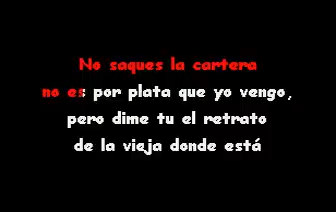 No saques la cartera
no es por plata que yo vengo,
pero dime tu el retrato
de la vieja donde está